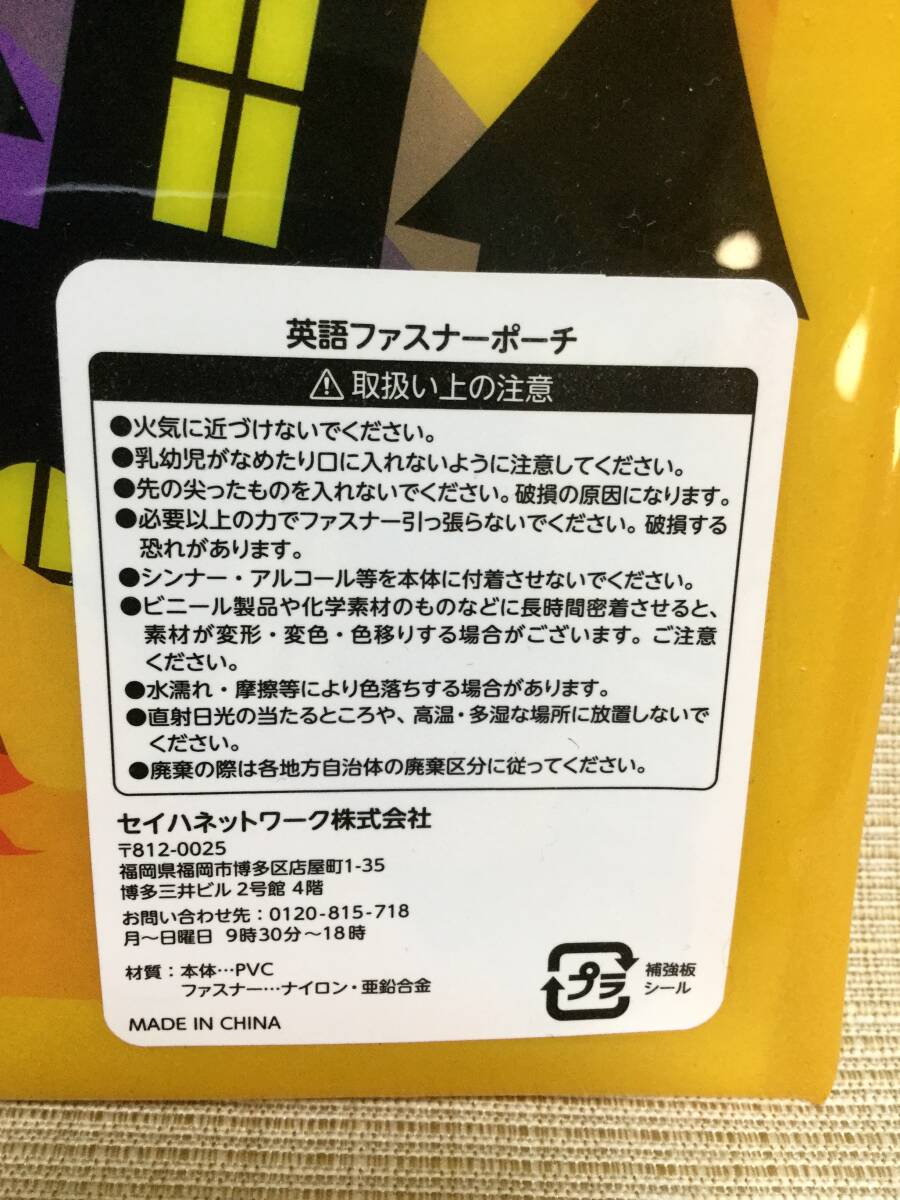 英語ファスナーポーチ
取扱い上の注意
●火気に近づけないでください。
●乳幼児がなめたり口に入れないように注意してください。
●先の尖ったものを入れないでください。破損の原因になります。
●必要以上の力でファスナー引っ張らないでください。破損する
恐れがあります。
●シンナー・アルコール等を本体に付着させないでください。
●ビニール製品や化学素材のものなどに長時間密着させると、
素材が変形・変色・色移りする場合がございます。ご注意
ください。
●水濡れ・摩擦等により色落ちする場合があります。
●直射日光の当たるところや、高温・多湿な場所に放置しないで
ください。
●廃棄の際は各地方自治体の廃棄区分に従ってください。
セイハネットワーク株式会社
〒812-0025
福岡県福岡市博多区店屋町1-35
博多三井ビル2号館4階
お問い合わせ先：0120-815-718
月〜日曜日 9時30分〜18時
材質：本体…PVC
ファスナー…ナイロン・亜鉛合金
プラ
補強板
シール
MADE IN CHINA